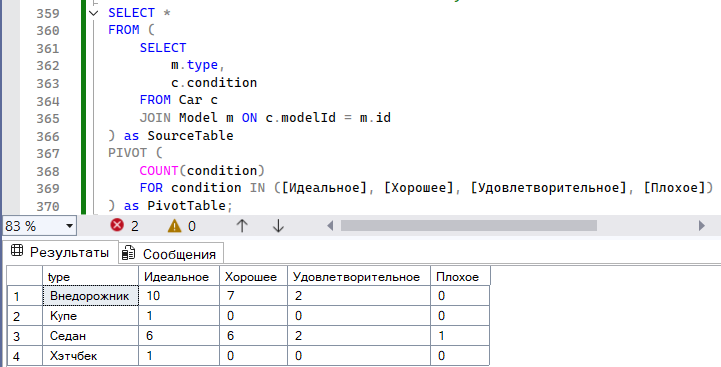 359 SELECT *
360 FROM (
361 SELECT
362 m.type,
363 c.condition
364 FROM Car c
365 JOIN Model m ON c.modelId = m.id
366 ) as SourceTable
367 PIVOT (
368 COUNT(condition)
369 FOR condition IN ([Идеальное], [Хорошее], [Удовлетворительное], [Плохое])
370 ) as PivotTable;
83 % 2 0
Результаты Сообщения
type Идеальное Хорошее Удовлетворительное Плохое
1 Внедорожник 10 7 2 0
2 Купе 1 0 0 0
3 Седан 6 6 2 1
4 Хэтчбек 1 0 0 0